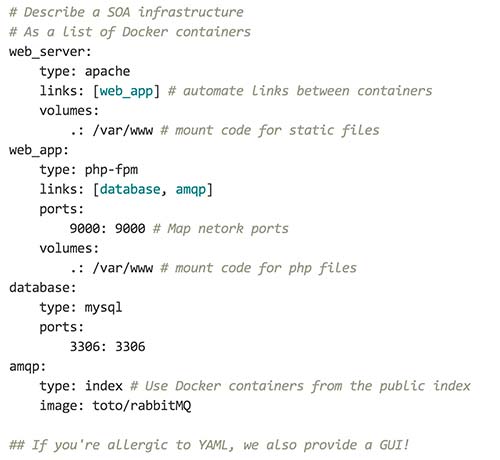 # Describe a SOA infrastructure
# As a list of Docker containers
web_server:
    type: apache
    links: [web_app] # automate links between containers
    volumes:
        .: /var/www # mount code for static files
web_app:
    type: php-fpm
    links: [database, amqp]
    ports:
        9000: 9000 # Map netork ports
    volumes:
        .: /var/www # mount code for php files
database:
    type: mysql
    ports:
        3306: 3306
amqp:
    type: index # Use Docker containers from the public index
    image: toto/rabbitMQ

## If you're allergic to YAML, we also provide a GUI!